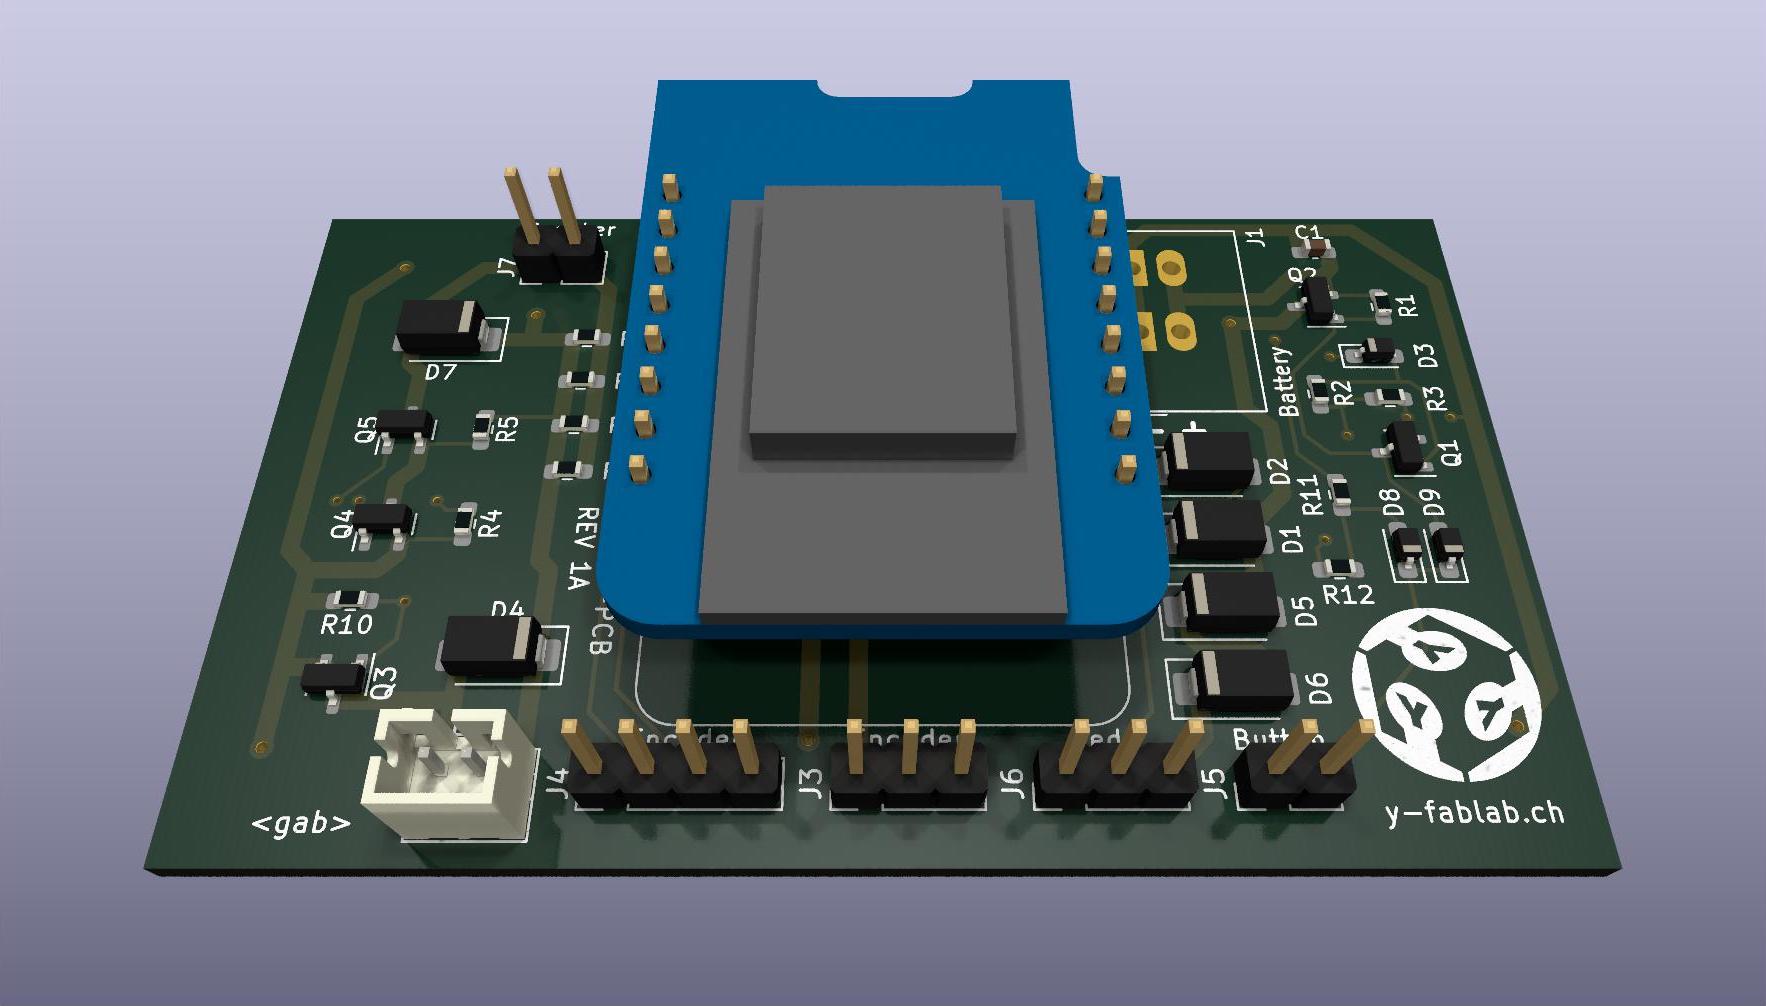 J7
J1
C1
R1
D7
D3
Battery
R2
R3
Q5
R5
- +
D2
Q1
R11
D8
D9
Q4
R4
REV 1A
D1
R10
D4
PCB
D5
R12
Q3
D6
J4
J3
J6
J5
<gab>
y-fablab.ch